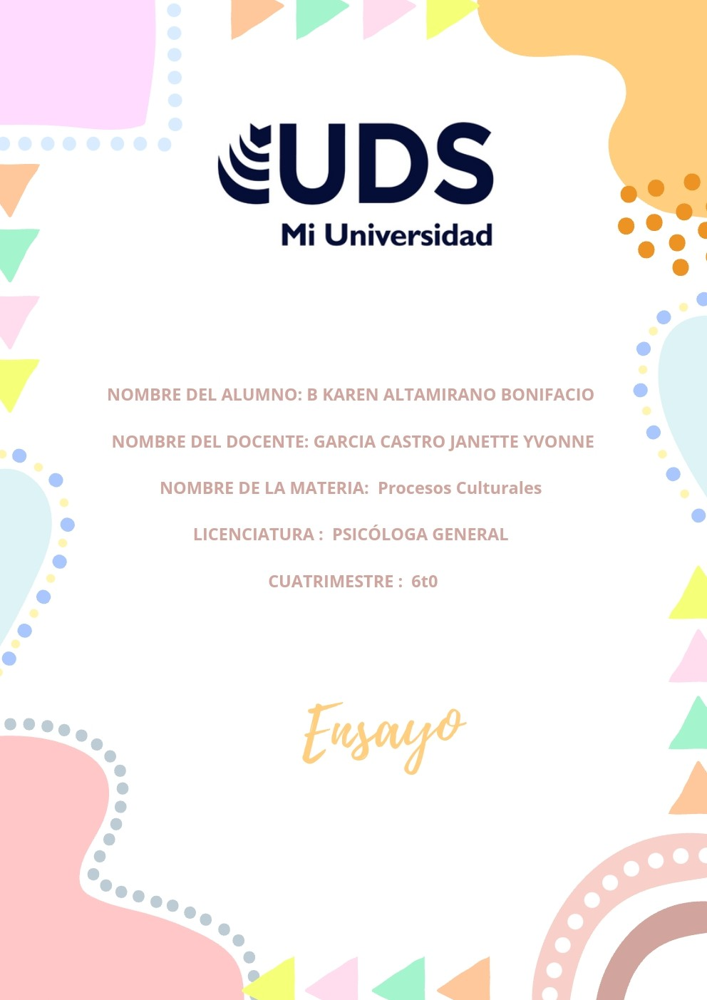 UDS
Mi Universidad
NOMBRE DEL ALUMNO: B KAREN ALTAMIRANO BONIFACIO
NOMBRE DEL DOCENTE: GARCIA CASTRO JANETTE YVONNE
NOMBRE DE LA MATERIA: Procesos Culturales
LICENCIATURA : PSICÓLOGA GENERAL
CUATRIMESTRE : 6t0
Ensayo